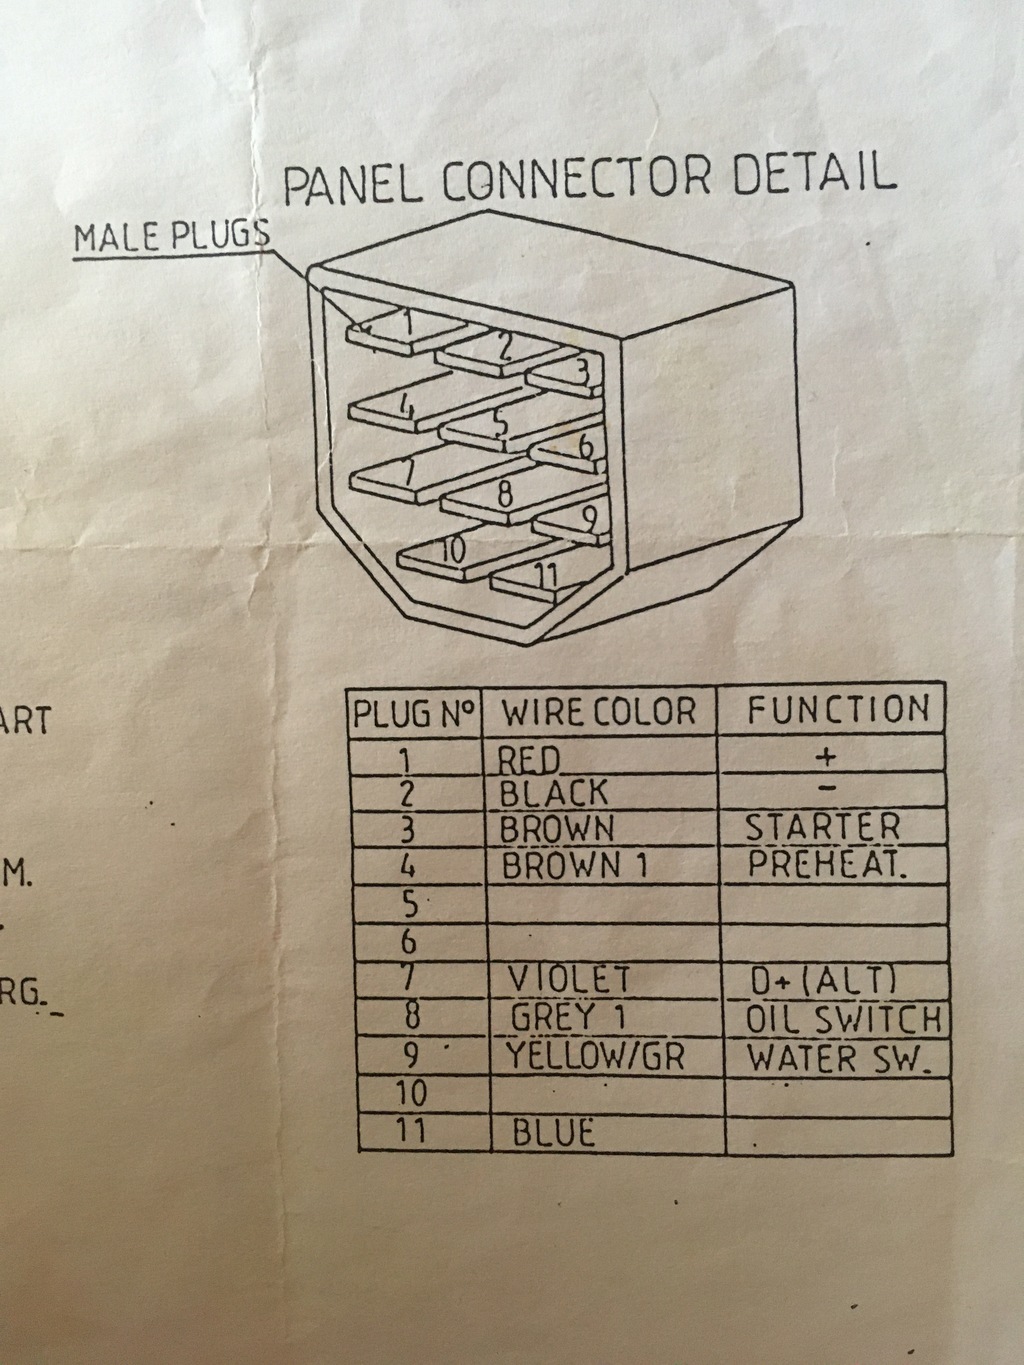 PANEL CONNECTOR DETAIL
MALE PLUGS
1
2
3
4
5
6
7
8
9
10
11
ART
M.
RG.
PLUG Nº WIRE COLOR FUNCTION
1 RED +
2 BLACK -
3 BROWN STARTER
4 BROWN 1 PREHEAT.
5
6
7 VIOLET D+(ALT)
8 GREY 1 OIL SWITCH
9 YELLOW/GR WATER SW.
10
11 BLUE